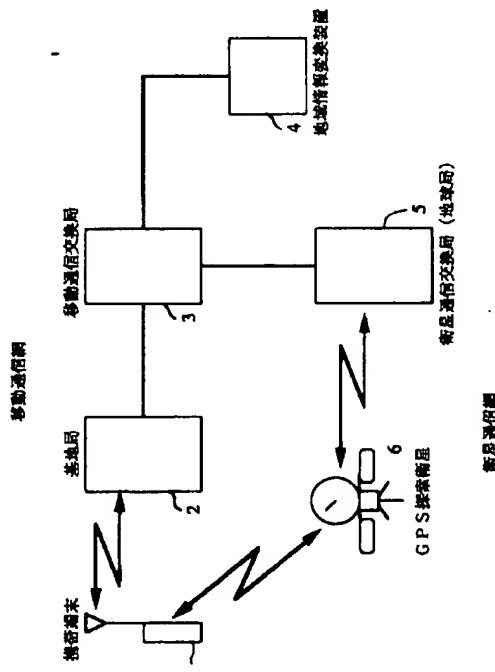 移動通信網
携帯端末
基地局
2
移動通信交換局
3
4
地域情報変換装置
5
衛星通信交換局（地球局）
6
GPS探索衛星
衛星通信網